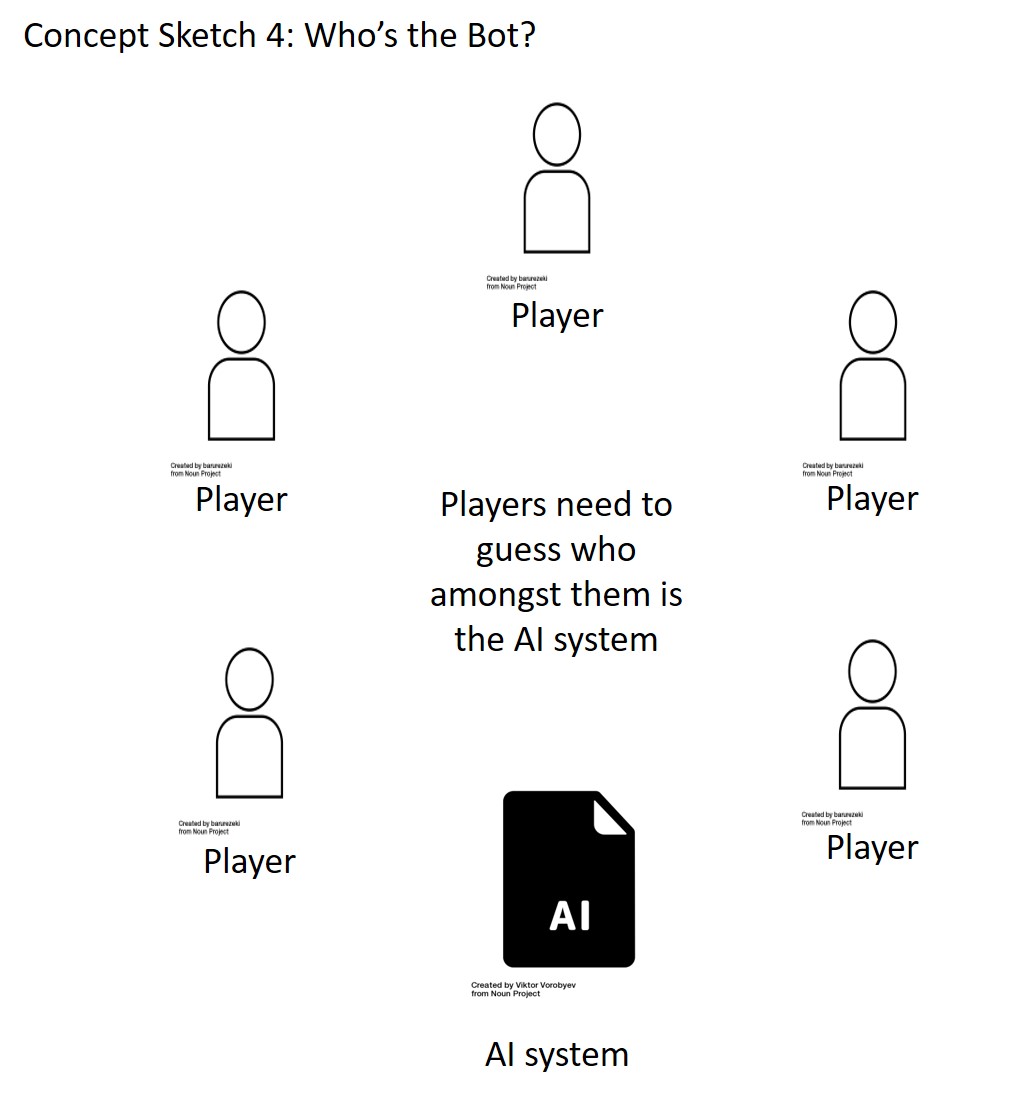 Concept Sketch 4: Who’s the Bot?
Created by barurezeki
from Noun Project
Player
Created by barurezeki
from Noun Project
Player
Created by barurezeki
from Noun Project
Player
Players need to
guess who
amongst them is
the AI system
Created by barurezeki
from Noun Project
Player
Created by barurezeki
from Noun Project
Player
AI
Created by Viktor Vorobyev
from Noun Project
AI system